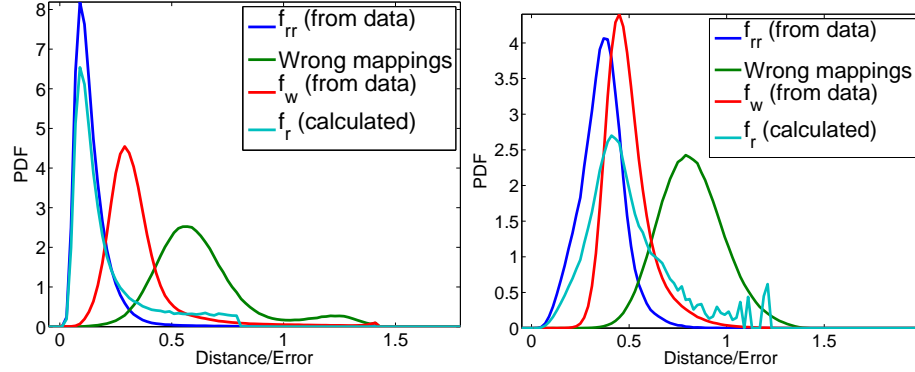 8
7
6
5
4
3
2
1
0
0
0.5
1
1.5
PDF
Distance/Error
f_rr (from data)
Wrong mappings
f_w (from data)
f_r (calculated)
4
3.5
3
2.5
2
1.5
1
0.5
0
0
0.5
1
1.5
PDF
Distance/Error
f_rr (from data)
Wrong mappings
f_w (from data)
f_r (calculated)